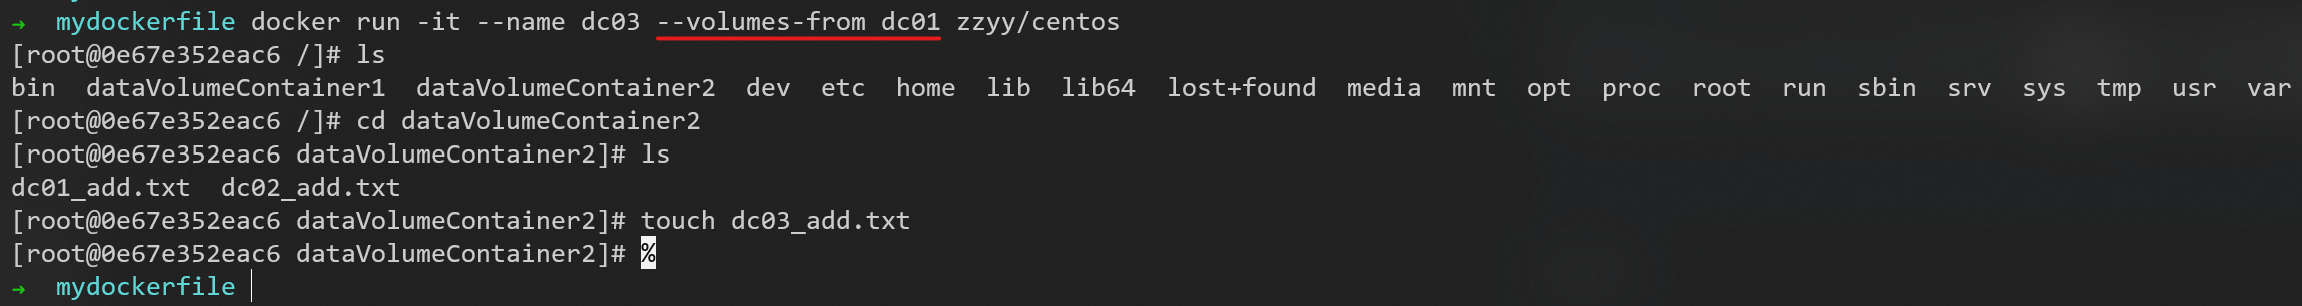 → mydockerfile docker run -it --name dc03 --volumes-from dc01 zzyy/centos
[root@0e67e352eac6 /]# ls
bin  dataVolumeContainer1  dataVolumeContainer2  dev  etc  home  lib  lib64  lost+found  media  mnt  opt  proc  root  run  sbin  srv  sys  tmp  usr  var
[root@0e67e352eac6 /]# cd dataVolumeContainer2
[root@0e67e352eac6 dataVolumeContainer2]# ls
dc01_add.txt  dc02_add.txt
[root@0e67e352eac6 dataVolumeContainer2]# touch dc03_add.txt
[root@0e67e352eac6 dataVolumeContainer2]# %
→ mydockerfile